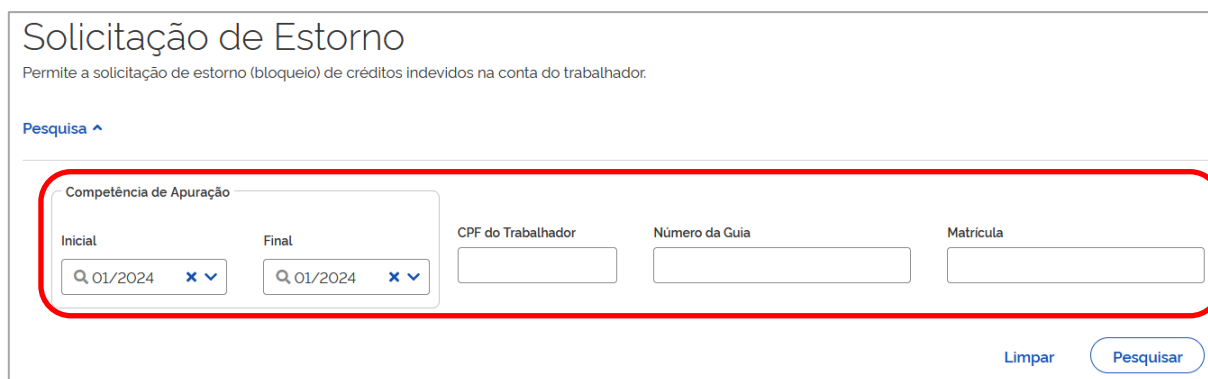 Solicitação de Estorno
Permite a solicitação de estorno (bloqueio) de créditos indevidos na conta do trabalhador.
Pesquisa
Competência de Apuração
Inicial
Final
CPF do Trabalhador
Número da Guia
Matrícula
01/2024
01/2024
Limpar
Pesquisar